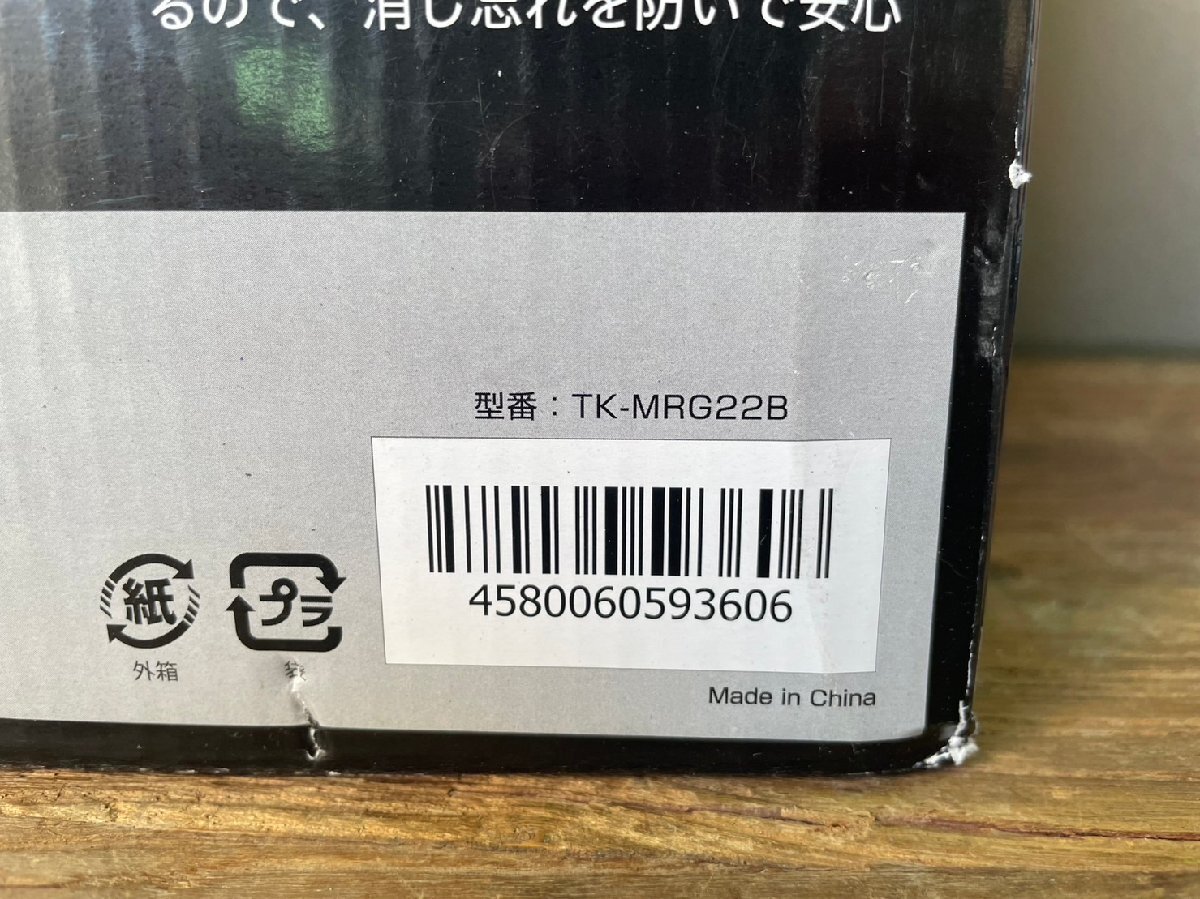 るので、消し忘れを防いで安心
型番：TK-MRG22B
4580060593606
紙
プラ
外箱
袋
Made in China